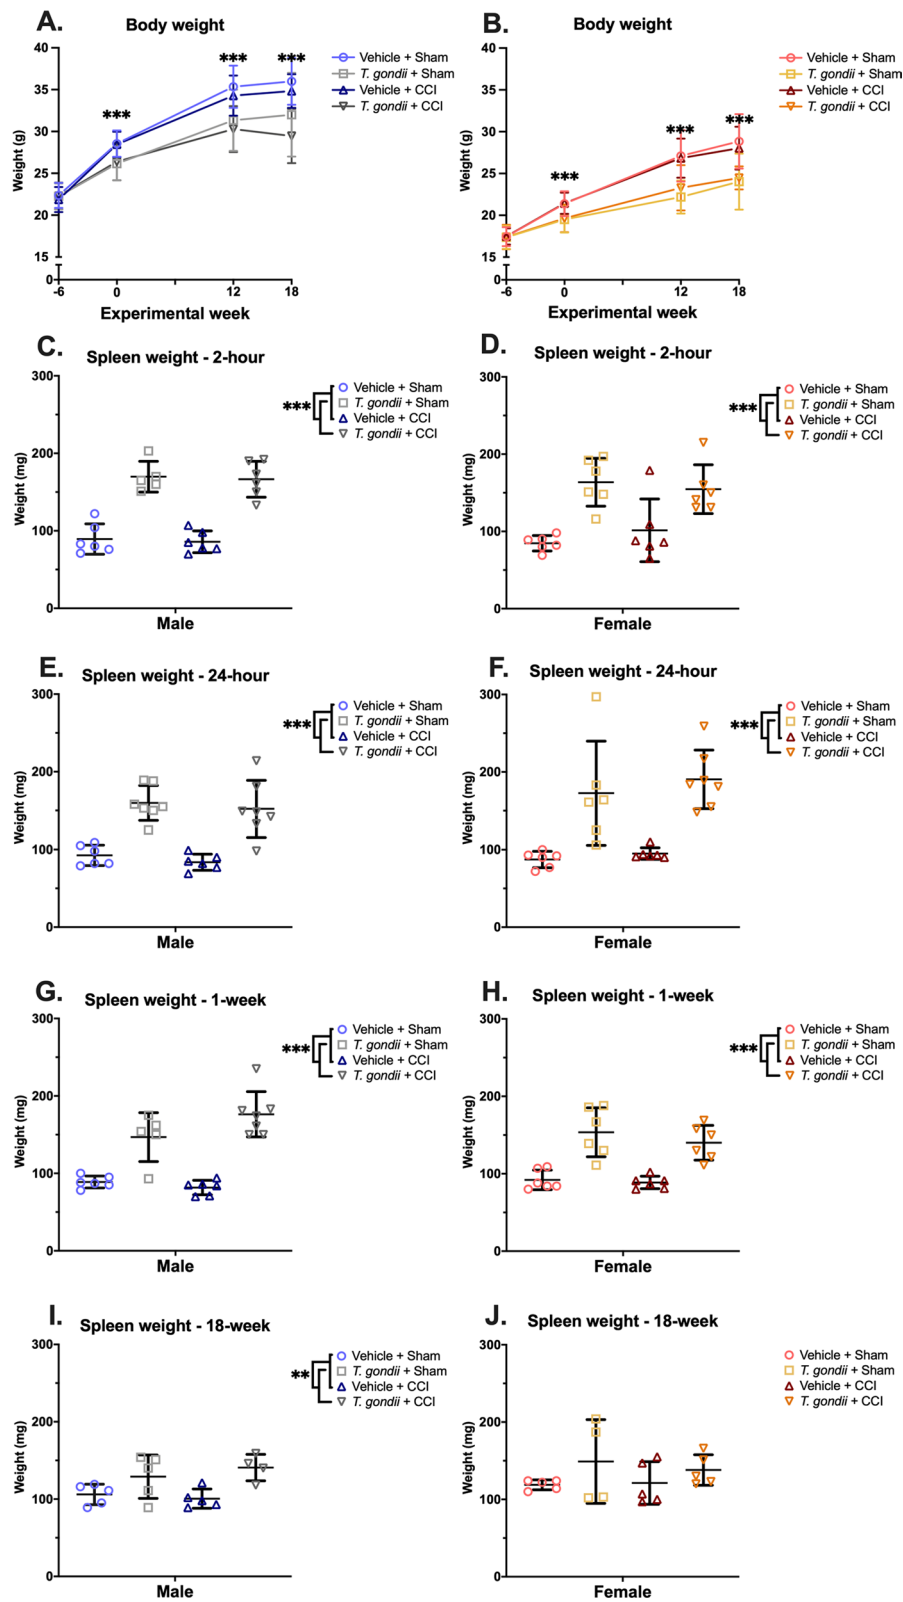 A.
Body weight
***
***
***
Weight (g)
40
35
30
25
20
15
0
-6
0
12
18
Experimental week
Vehicle + Sham
T. gondii + Sham
Vehicle + CCI
T. gondii + CCI
B.
Body weight
***
***
***
Weight (g)
40
35
30
25
20
15
0
-6
0
12
18
Experimental week
Vehicle + Sham
T. gondii + Sham
Vehicle + CCI
T. gondii + CCI
C.
Spleen weight - 2-hour
Weight (mg)
300
200
100
0
Male
***
Vehicle + Sham
T. gondii + Sham
Vehicle + CCI
T. gondii + CCI
D.
Spleen weight - 2-hour
Weight (mg)
300
200
100
0
Female
***
Vehicle + Sham
T. gondii + Sham
Vehicle + CCI
T. gondii + CCI
E.
Spleen weight - 24-hour
Weight (mg)
300
200
100
0
Male
***
Vehicle + Sham
T. gondii + Sham
Vehicle + CCI
T. gondii + CCI
F.
Spleen weight - 24-hour
Weight (mg)
300
200
100
0
Female
***
Vehicle + Sham
T. gondii + Sham
Vehicle + CCI
T. gondii + CCI
G.
Spleen weight - 1-week
Weight (mg)
300
200
100
0
Male
***
Vehicle + Sham
T. gondii + Sham
Vehicle + CCI
T. gondii + CCI
H.
Spleen weight - 1-week
Weight (mg)
300
200
100
0
Female
***
Vehicle + Sham
T. gondii + Sham
Vehicle + CCI
T. gondii + CCI
I.
Spleen weight - 18-week
Weight (mg)
300
200
100
0
Male
**
Vehicle + Sham
T. gondii + Sham
Vehicle + CCI
T. gondii + CCI
J.
Spleen weight - 18-week
Weight (mg)
300
200
100
0
Female
Vehicle + Sham
T. gondii + Sham
Vehicle + CCI
T. gondii + CCI